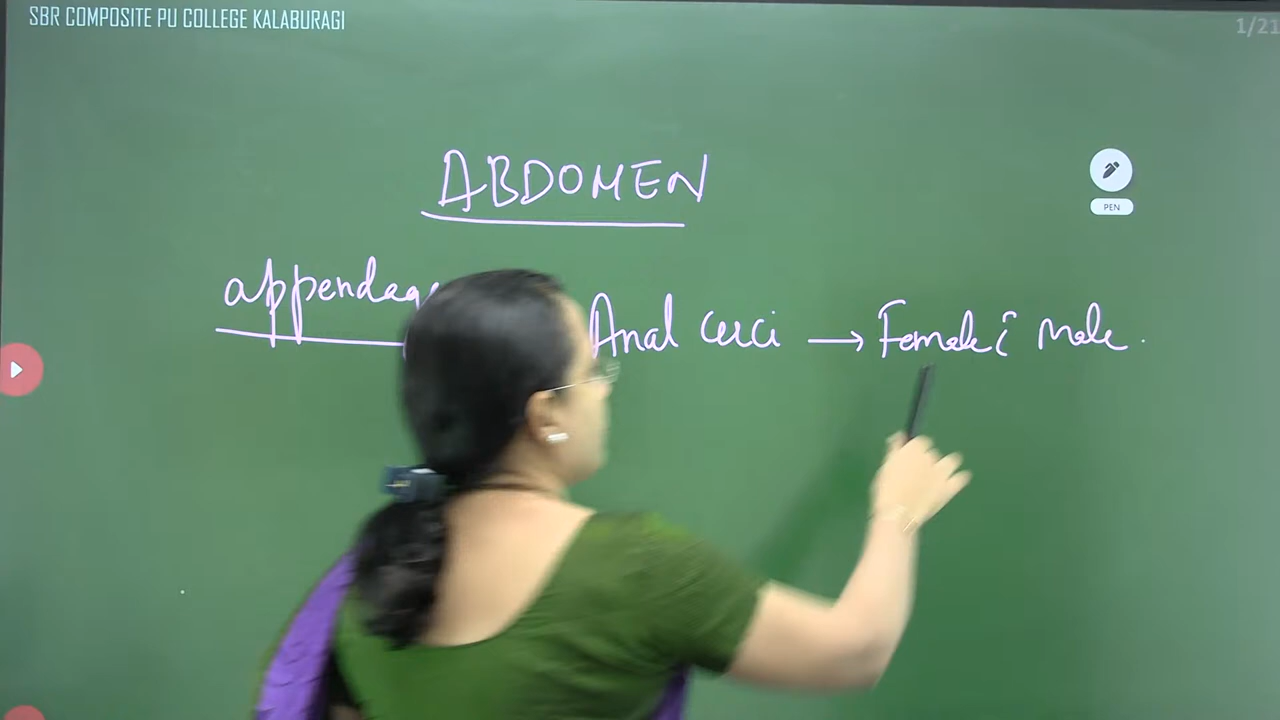 SBR COMPOSITE PU COLLEGE KALABURAGI
1/21
ABDOMEN
PEN
Anal cerci → Female Male.